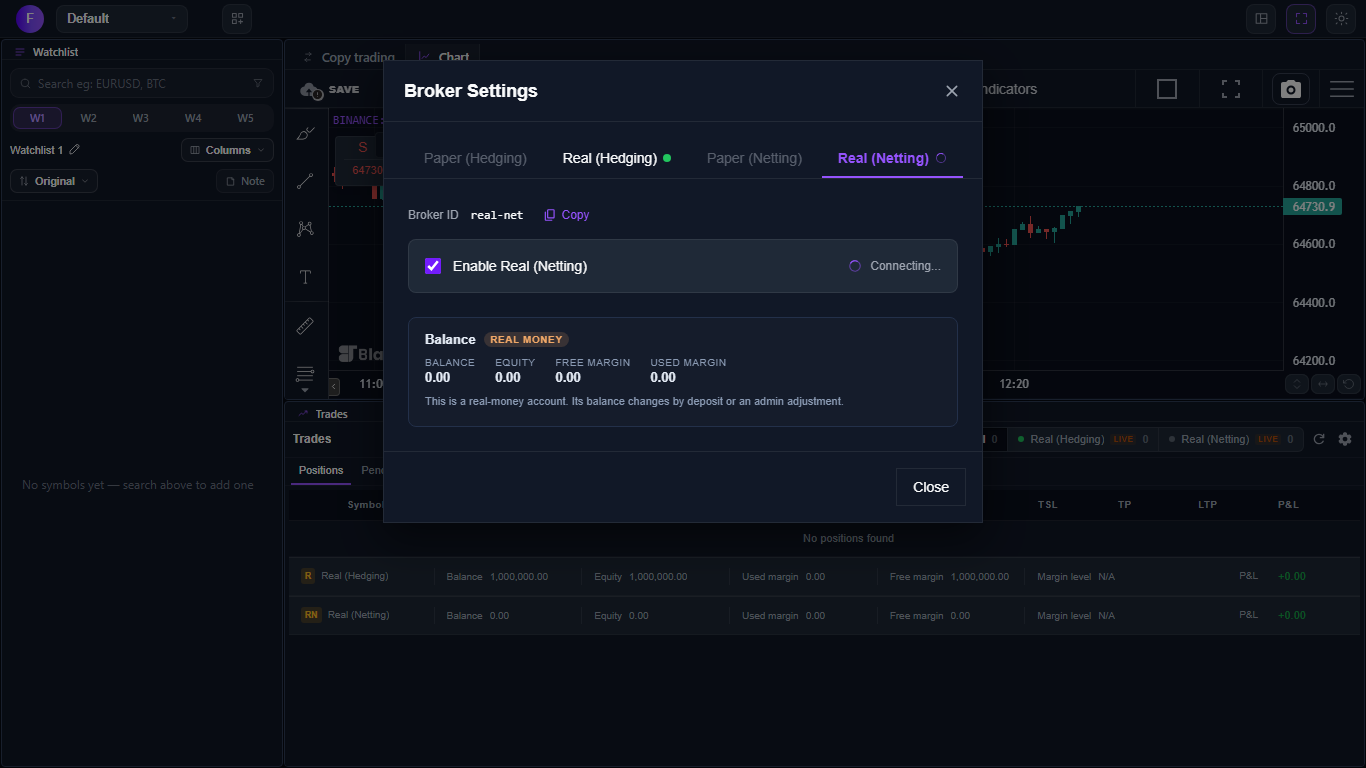 F Default
Watchlist
Search eg: EURUSD, BTC
W1 W2 W3 W4 W5
Watchlist 1 Columns
Original Note
No symbols yet — search above to add one
Copy trading Chart
SAVE
ndicators
BINANCE:
S
64730
65000.0
64800.0
64730.9
64600.0
64400.0
64200.0
11:0
12:20
Broker Settings
Paper (Hedging) Real (Hedging) Paper (Netting) Real (Netting)
Broker ID real-net Copy
Enable Real (Netting) Connecting...
Balance REAL MONEY
BALANCE EQUITY FREE MARGIN USED MARGIN
0.00 0.00 0.00 0.00
This is a real-money account. Its balance changes by deposit or an admin adjustment.
Close
Trades
Trades 0 Real (Hedging) LIVE 0 Real (Netting) LIVE 0
Positions Pen
Symbol TSL TP LTP P&L
No positions found
R Real (Hedging) Balance 1,000,000.00 Equity 1,000,000.00 Used margin 0.00 Free margin 1,000,000.00 Margin level N/A P&L +0.00
RN Real (Netting) Balance 0.00 Equity 0.00 Used margin 0.00 Free margin 0.00 Margin level N/A P&L +0.00